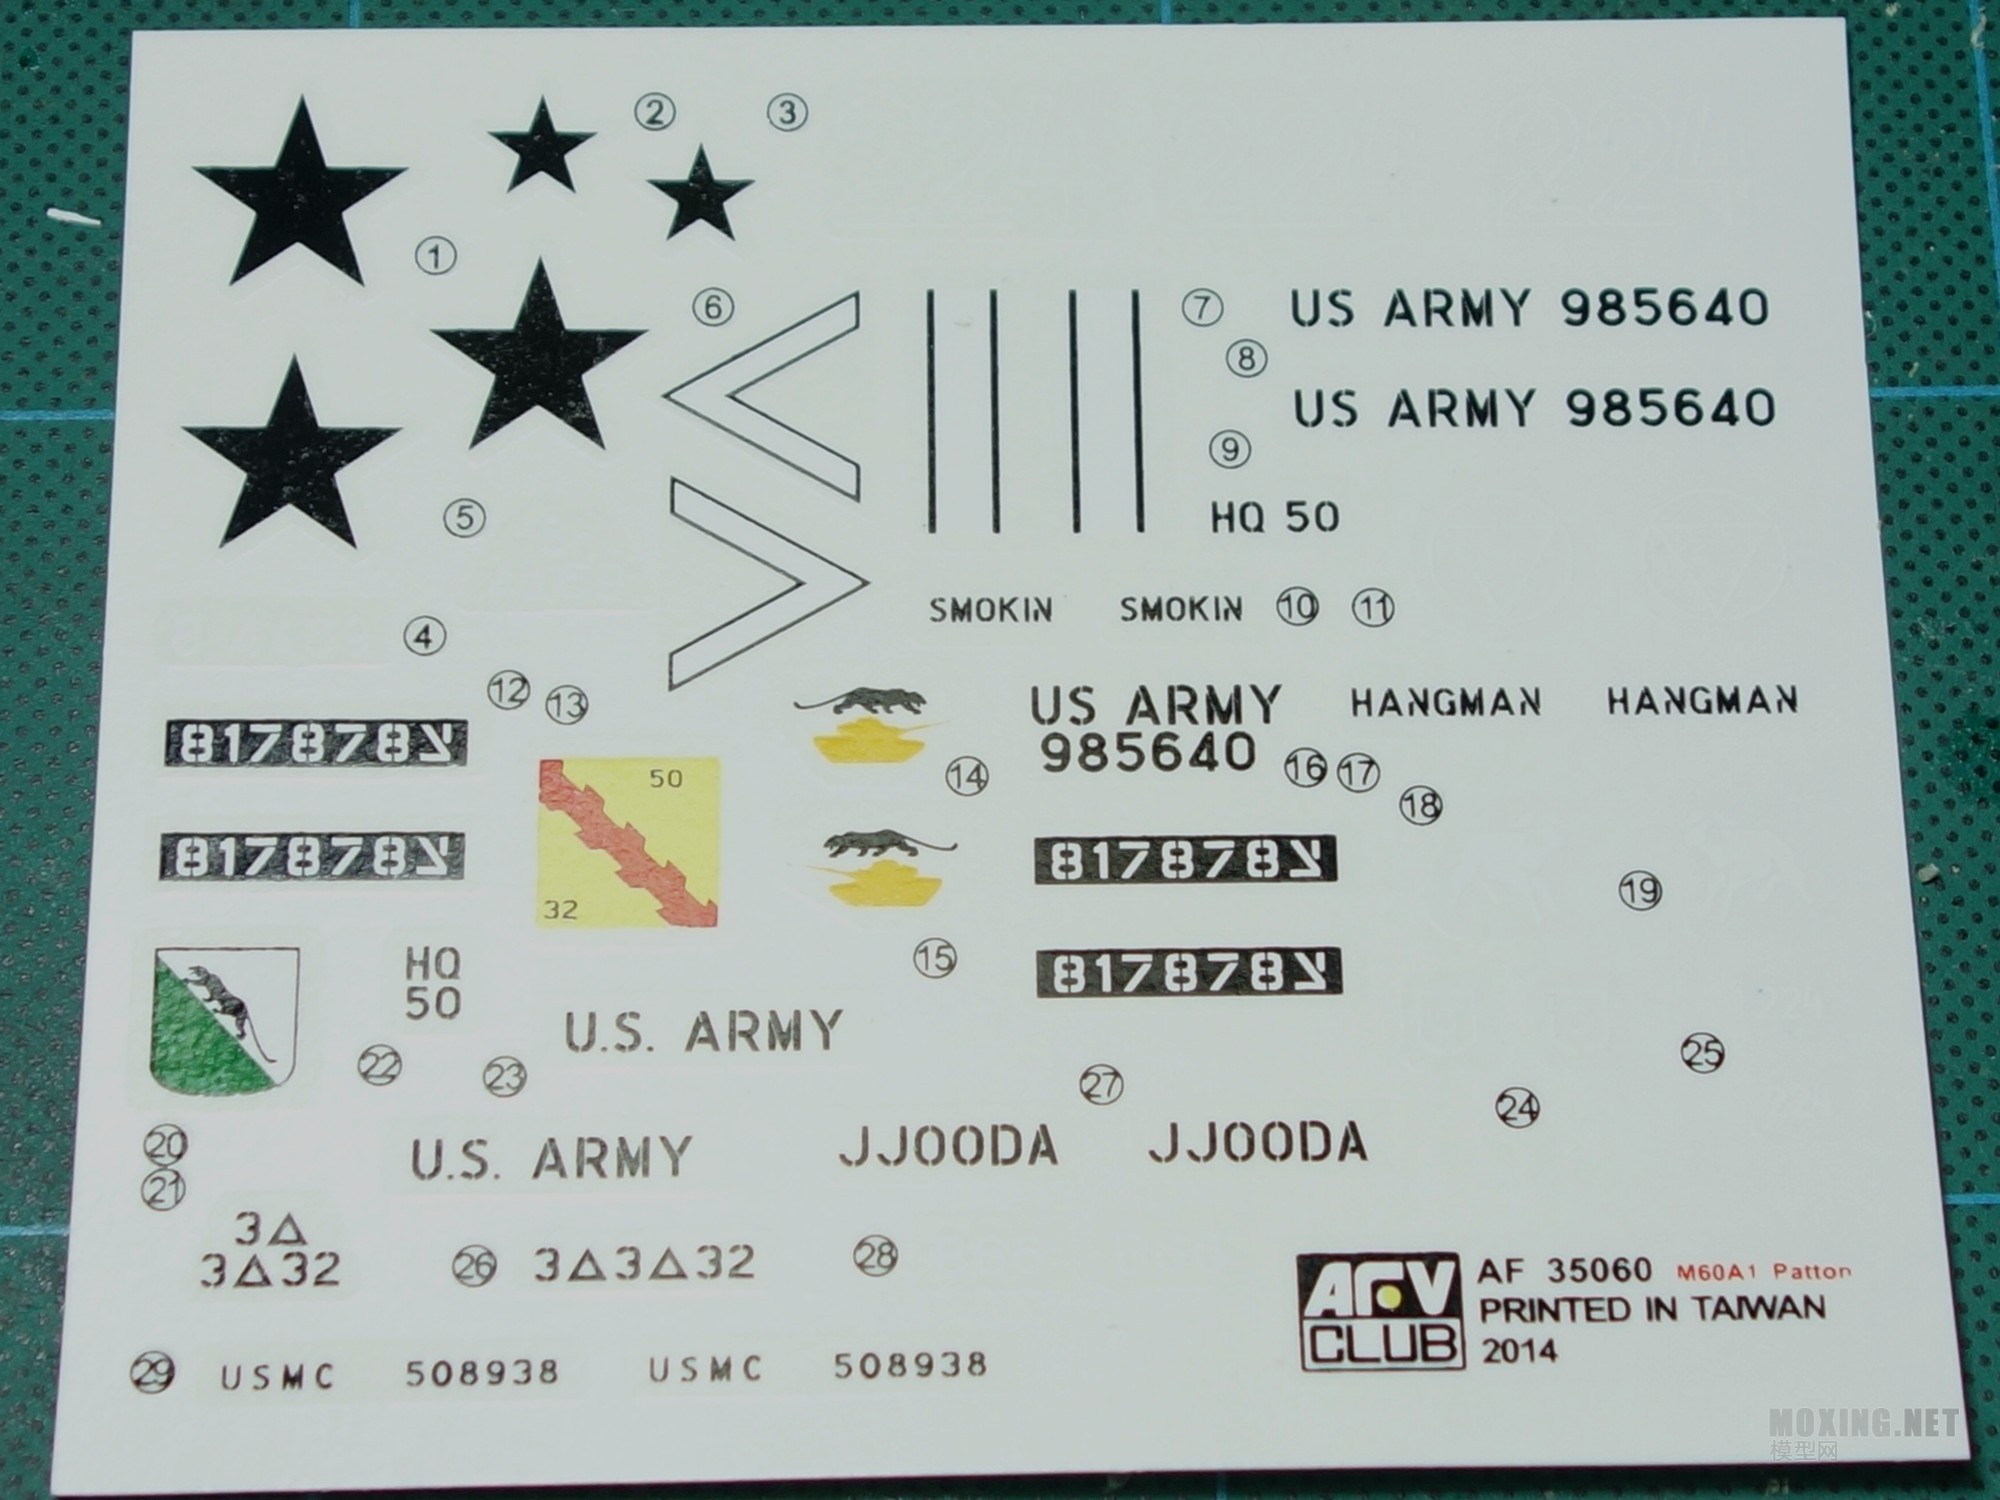 ② ③
①
⑥ ⑦ US ARMY 985640
⑧
US ARMY 985640
⑨
⑤ HQ 50
SMOKIN SMOKIN ⑩ ⑪
④
⑫ ⑬ US ARMY HANGMAN HANGMAN
985640 ⑯ ⑰
50 ⑭
⑱
⑲
32
HQ
50
⑮
U.S. ARMY
㉒ ㉓ ㉗ ㉕
㉔
⑳ U.S. ARMY JJOODA JJOODA
㉑
3△
3△32 ㉖ 3△3△32 ㉘
AFV CLUB
AF 35060 M60A1 Patton
PRINTED IN TAIWAN
2014
㉙ USMC 508938 USMC 508938
MOXING.NET
模型网